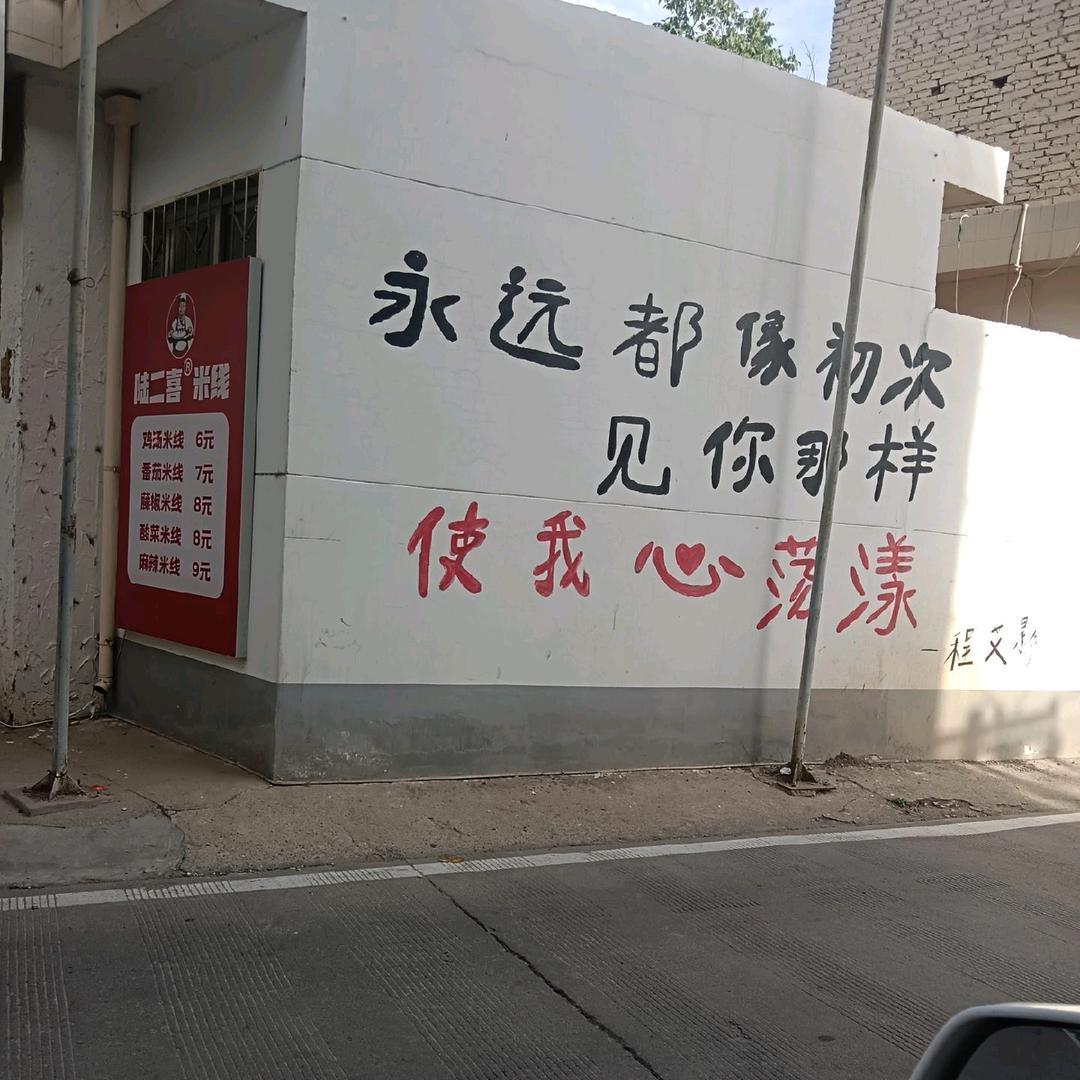 陆二喜®米线
鸡汤米线 6元
番茄米线 7元
藤椒米线 8元
酸菜米线 8元
麻辣米线 9元
永远都像初次
见你那样
使我心荡漾
—程艾影